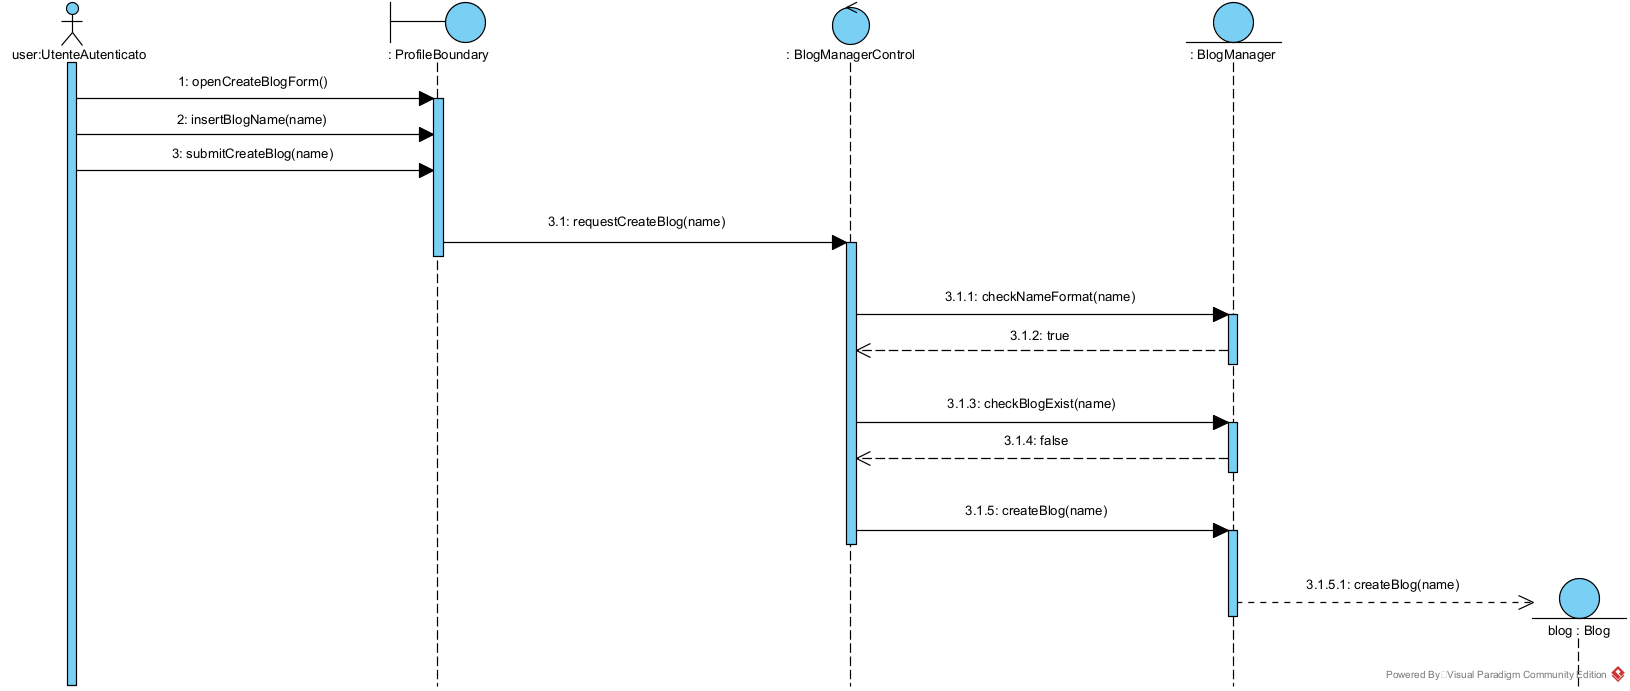 user:UtenteAutenticato
: ProfileBoundary
: BlogManagerControl
: BlogManager
1: openCreateBlogForm()
2: insertBlogName(name)
3: submitCreateBlog(name)
3.1: requestCreateBlog(name)
3.1.1: checkNameFormat(name)
3.1.2: true
3.1.3: checkBlogExist(name)
3.1.4: false
3.1.5: createBlog(name)
3.1.5.1: createBlog(name)
blog : Blog
Powered By Visual Paradigm Community Edition